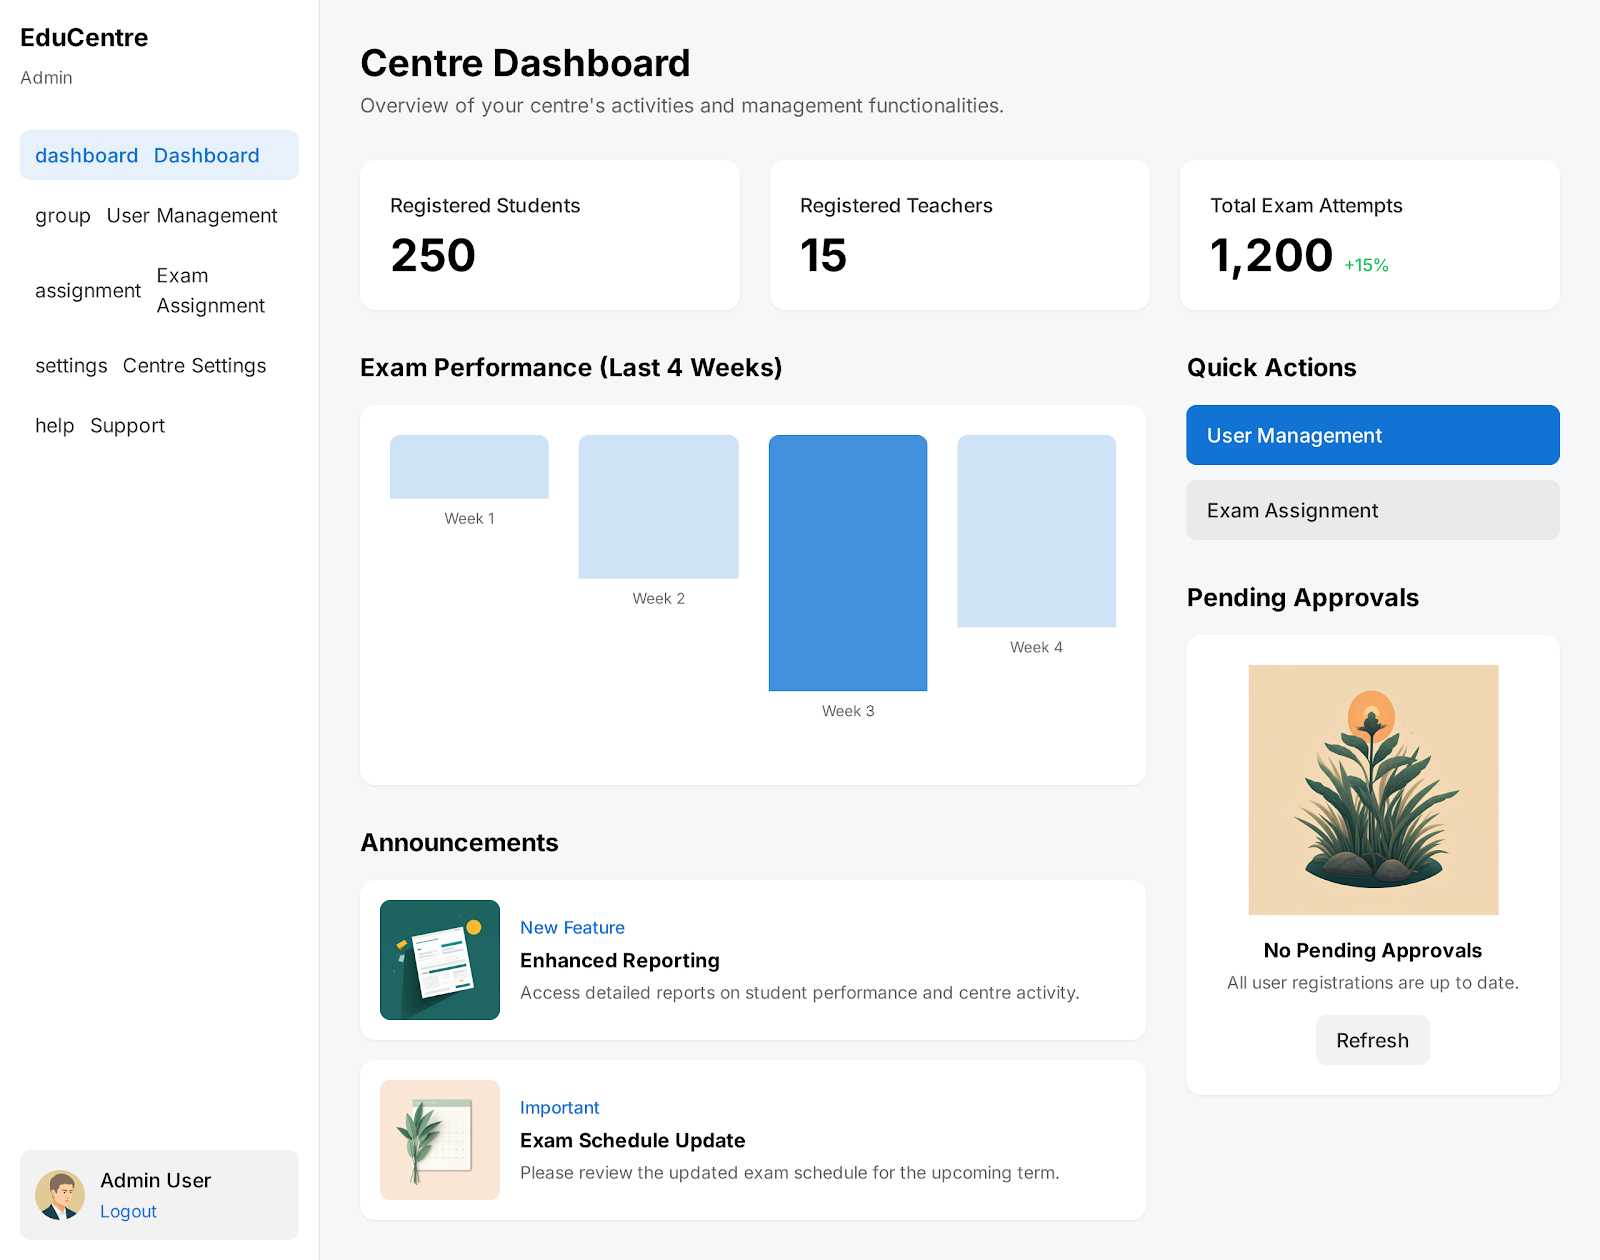 EduCentre
Admin
dashboard Dashboard
group User Management
assignment Exam
Assignment
settings Centre Settings
help Support
Admin User
Logout
Centre Dashboard
Overview of your centre's activities and management functionalities.
Registered Students
250
Registered Teachers
15
Total Exam Attempts
1,200 +15%
Exam Performance (Last 4 Weeks)
Week 1
Week 2
Week 3
Week 4
Announcements
New Feature
Enhanced Reporting
Access detailed reports on student performance and centre activity.
Important
Exam Schedule Update
Please review the updated exam schedule for the upcoming term.
Quick Actions
User Management
Exam Assignment
Pending Approvals
No Pending Approvals
All user registrations are up to date.
Refresh